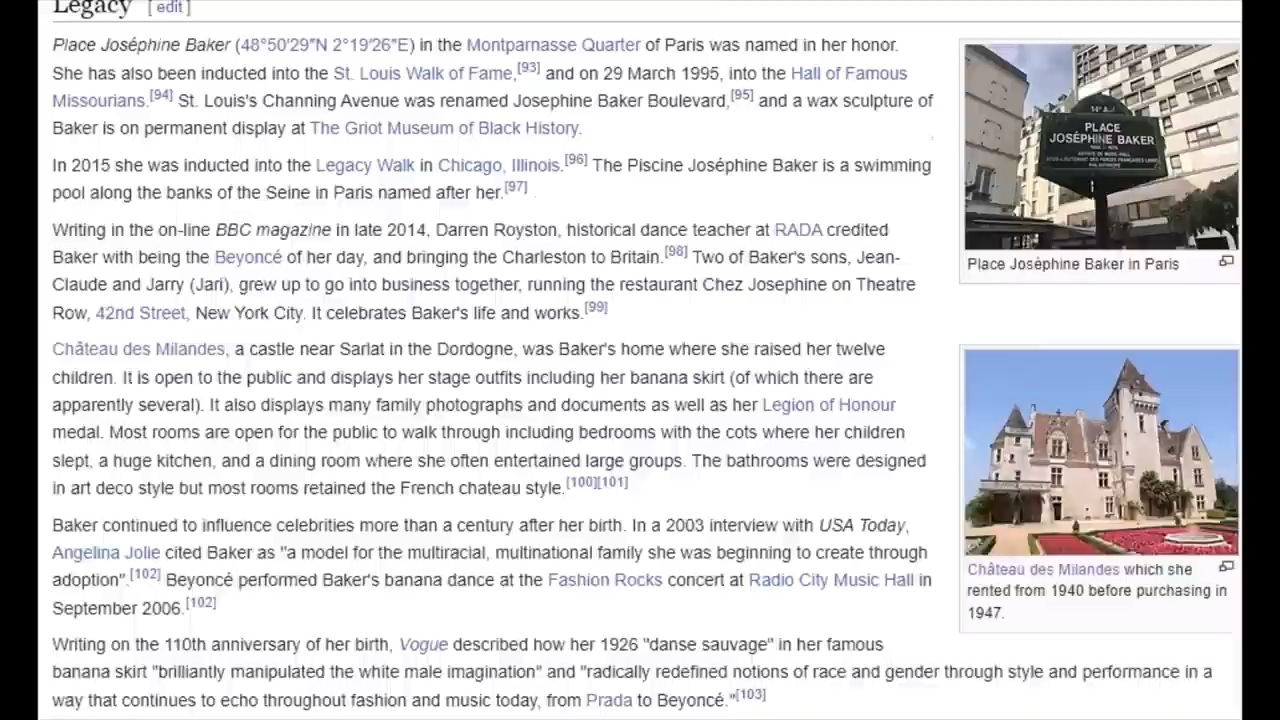 Legacy [ edit ]
Place Joséphine Baker (48°50′29″N 2°19′26″E) in the Montparnasse Quarter of Paris was named in her honor.
She has also been inducted into the St. Louis Walk of Fame,[93] and on 29 March 1995, into the Hall of Famous
Missourians.[94] St. Louis's Channing Avenue was renamed Josephine Baker Boulevard,[95] and a wax sculpture of
Baker is on permanent display at The Griot Museum of Black History.
In 2015 she was inducted into the Legacy Walk in Chicago, Illinois.[96] The Piscine Joséphine Baker is a swimming
pool along the banks of the Seine in Paris named after her.[97]
Writing in the on-line BBC magazine in late 2014, Darren Royston, historical dance teacher at RADA credited
Baker with being the Beyoncé of her day, and bringing the Charleston to Britain.[98] Two of Baker's sons, Jean-
Claude and Jarry (Jari), grew up to go into business together, running the restaurant Chez Josephine on Theatre
Row, 42nd Street, New York City. It celebrates Baker's life and works.[99]
Château des Milandes, a castle near Sarlat in the Dordogne, was Baker's home where she raised her twelve
children. It is open to the public and displays her stage outfits including her banana skirt (of which there are
apparently several). It also displays many family photographs and documents as well as her Legion of Honour
medal. Most rooms are open for the public to walk through including bedrooms with the cots where her children
slept, a huge kitchen, and a dining room where she often entertained large groups. The bathrooms were designed
in art deco style but most rooms retained the French chateau style.[100][101]
Baker continued to influence celebrities more than a century after her birth. In a 2003 interview with USA Today,
Angelina Jolie cited Baker as "a model for the multiracial, multinational family she was beginning to create through
adoption".[102] Beyoncé performed Baker's banana dance at the Fashion Rocks concert at Radio City Music Hall in
September 2006.[102]
Writing on the 110th anniversary of her birth, Vogue described how her 1926 "danse sauvage" in her famous
banana skirt "brilliantly manipulated the white male imagination" and "radically redefined notions of race and gender through style and performance in a
way that continues to echo throughout fashion and music today, from Prada to Beyoncé."[103]
PLACE
JOSÉPHINE BAKER
Place Joséphine Baker in Paris
Château des Milandes which she
rented from 1940 before purchasing in
1947.